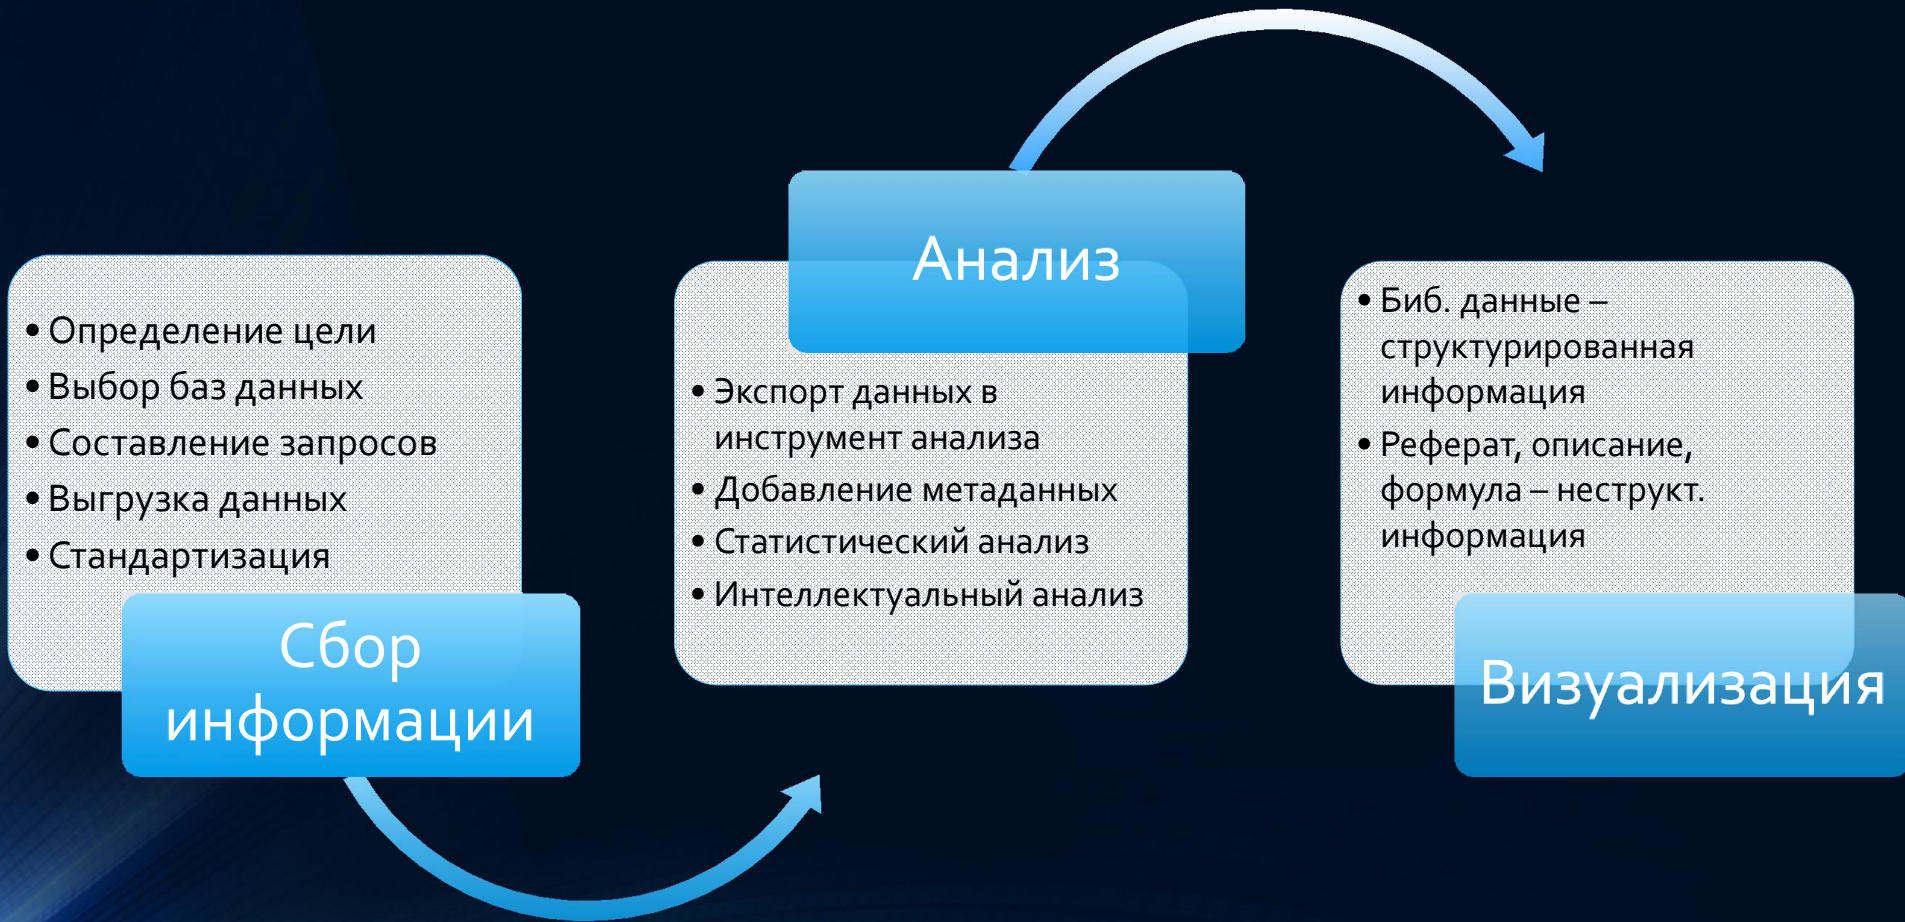 • Определение цели
• Выбор баз данных
• Составление запросов
• Выгрузка данных
• Стандартизация
Сбор
информации
Анализ
• Экспорт данных в
инструмент анализа
• Добавление метаданных
• Статистический анализ
• Интеллектуальный анализ
• Биб. данные –
структурированная
информация
• Реферат, описание,
формула – неструкт.
информация
Визуализация